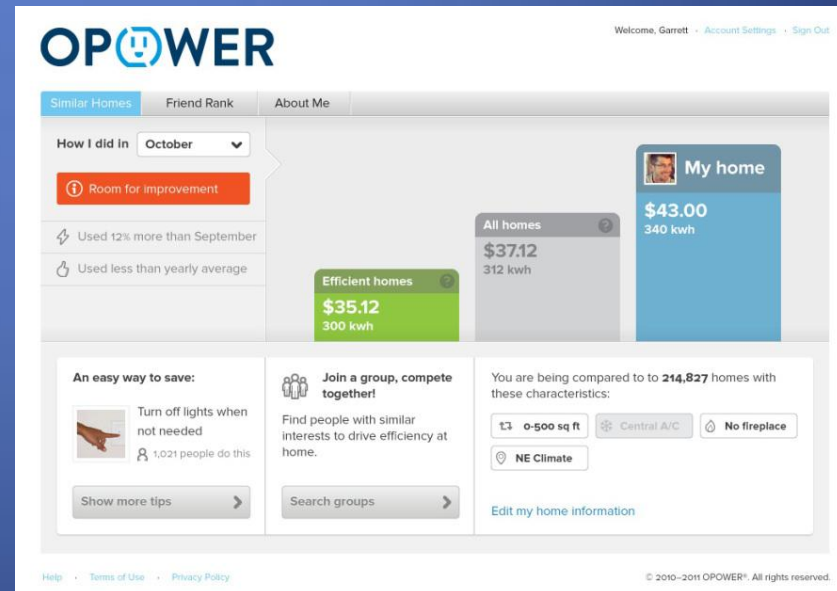 OPOWER
Welcome, Garrett · Account Settings · Sign Out
Similar Homes Friend Rank About Me
How I did in October
Room for improvement
Used 12% more than September
Used less than yearly average
Efficient homes ?
$35.12
300 kwh
All homes ?
$37.12
312 kwh
My home
$43.00
340 kwh
An easy way to save:
Turn off lights when
not needed
1,021 people do this
Show more tips
Join a group, compete
together!
Find people with similar
interests to drive efficiency at
home.
Search groups
You are being compared to to 214,827 homes with
these characteristics:
0-500 sq ft Central A/C No fireplace
NE Climate
Edit my home information
Help · Terms of Use · Privacy Policy
© 2010–2011 OPOWER®. All rights reserved.